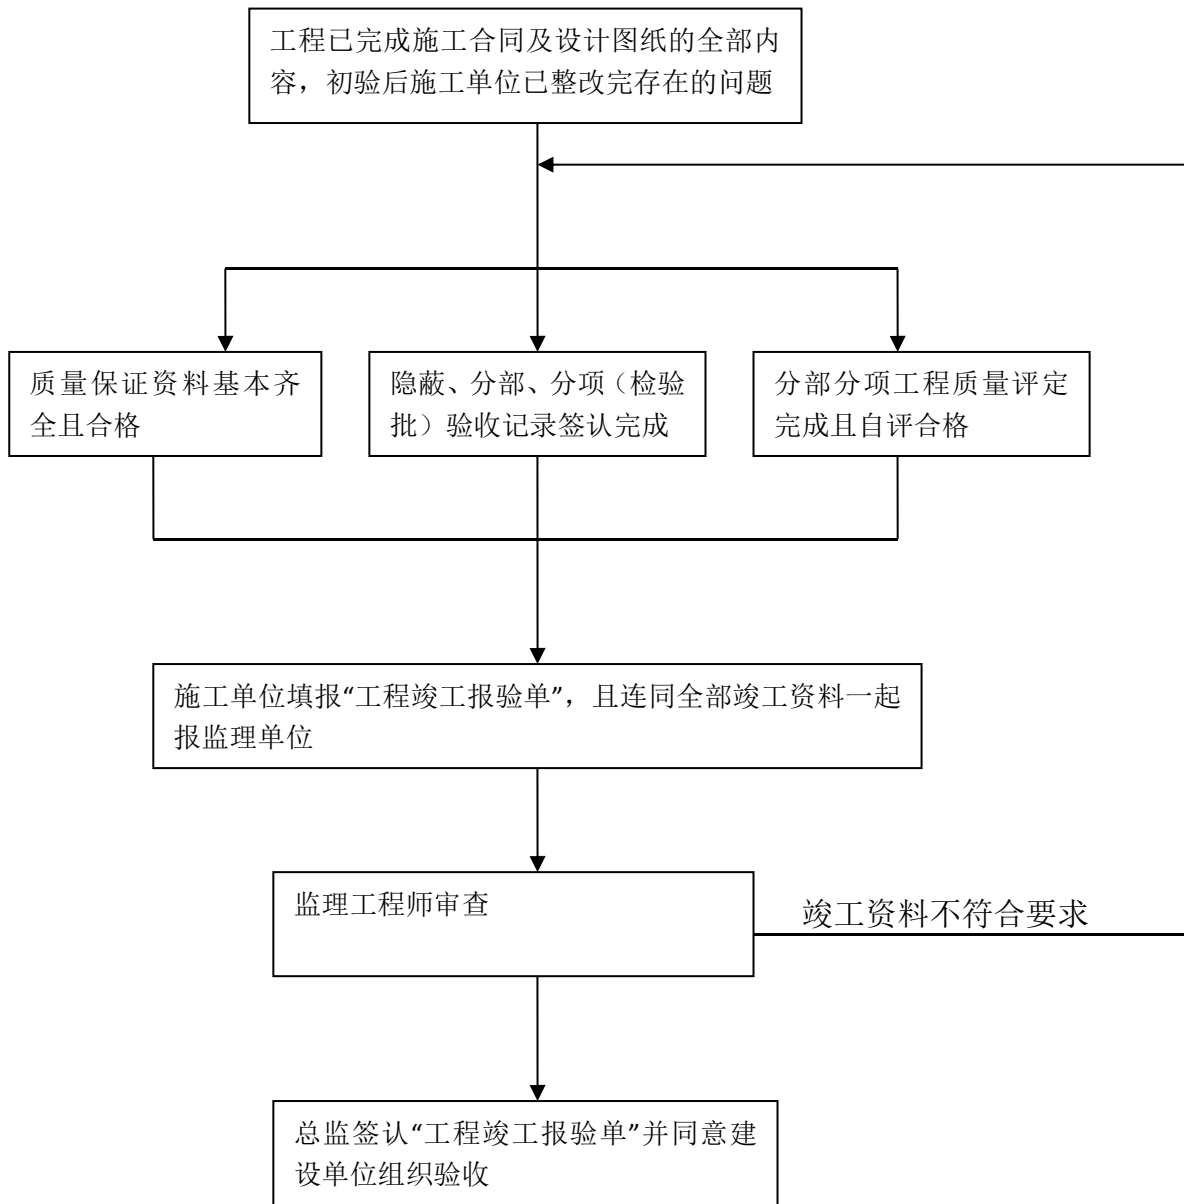 工程已完成施工合同及设计图纸的全部内
容，初验后施工单位已整改完存在的问题
质量保证资料基本齐
全且合格
隐蔽、分部、分项（检验
批）验收记录签认完成
分部分项工程质量评定
完成且自评合格
施工单位填报“工程竣工报验单”，且连同全部竣工资料一起
报监理单位
监理工程师审查
竣工资料不符合要求
总监签认“工程竣工报验单”并同意建
设单位组织验收